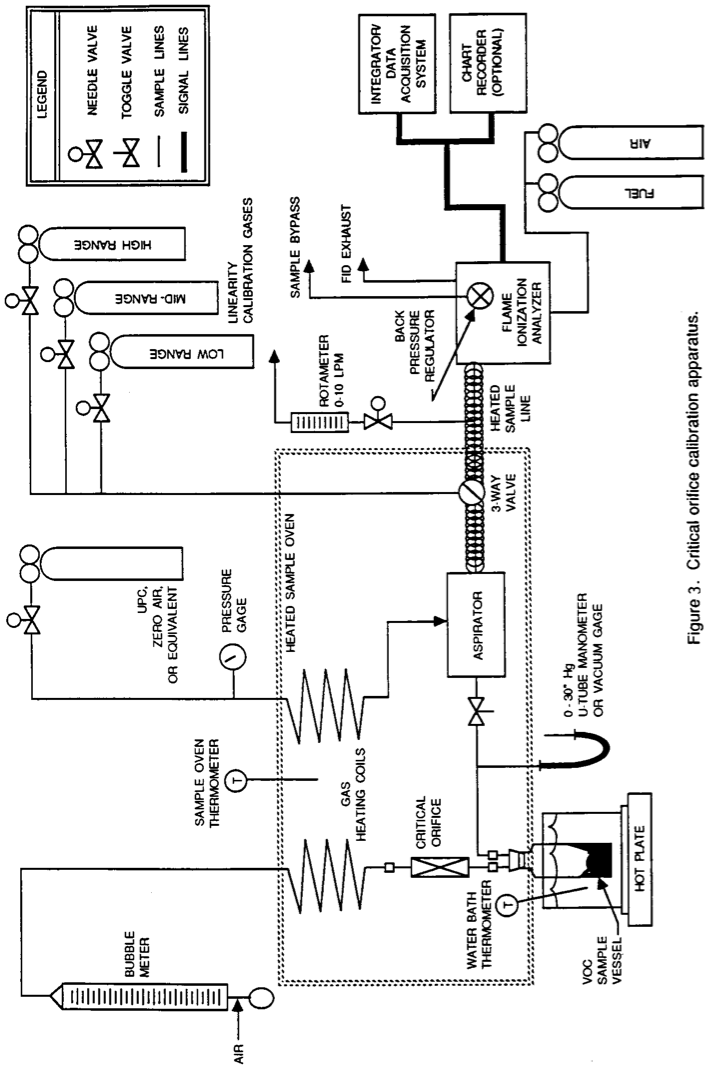 LEGEND
NEEDLE VALVE
TOGGLE VALVE
SAMPLE LINES
SIGNAL LINES
HIGH RANGE
MID- RANGE
LOW RANGE
LINEARITY
CALIBRATION GASES
UPC,
ZERO AIR,
OR EQUIVALENT
PRESSURE
GAGE
SAMPLE OVEN
THERMOMETER
T
HEATED SAMPLE OVEN
GAS
HEATING COILS
BUBBLE
METER
AIR
CRITICAL
ORIFICE
WATER BATH
THERMOMETER
T
VOC
SAMPLE
VESSEL
HOT PLATE
0 - 30" Hg
U-TUBE MANOMETER
OR VACUUM GAGE
ASPIRATOR
3-WAY
VALVE
HEATED
SAMPLE
LINE
ROTAMETER
0-10 LPM
BACK
PRESSURE
REGULATOR
SAMPLE BYPASS
FID EXHAUST
FLAME
IONIZATION
ANALYZER
INTEGRATOR/
DATA
ACQUISITION
SYSTEM
CHART
RECORDER
(OPTIONAL)
FUEL
AIR
Figure 3. Critical orifice calibration apparatus.